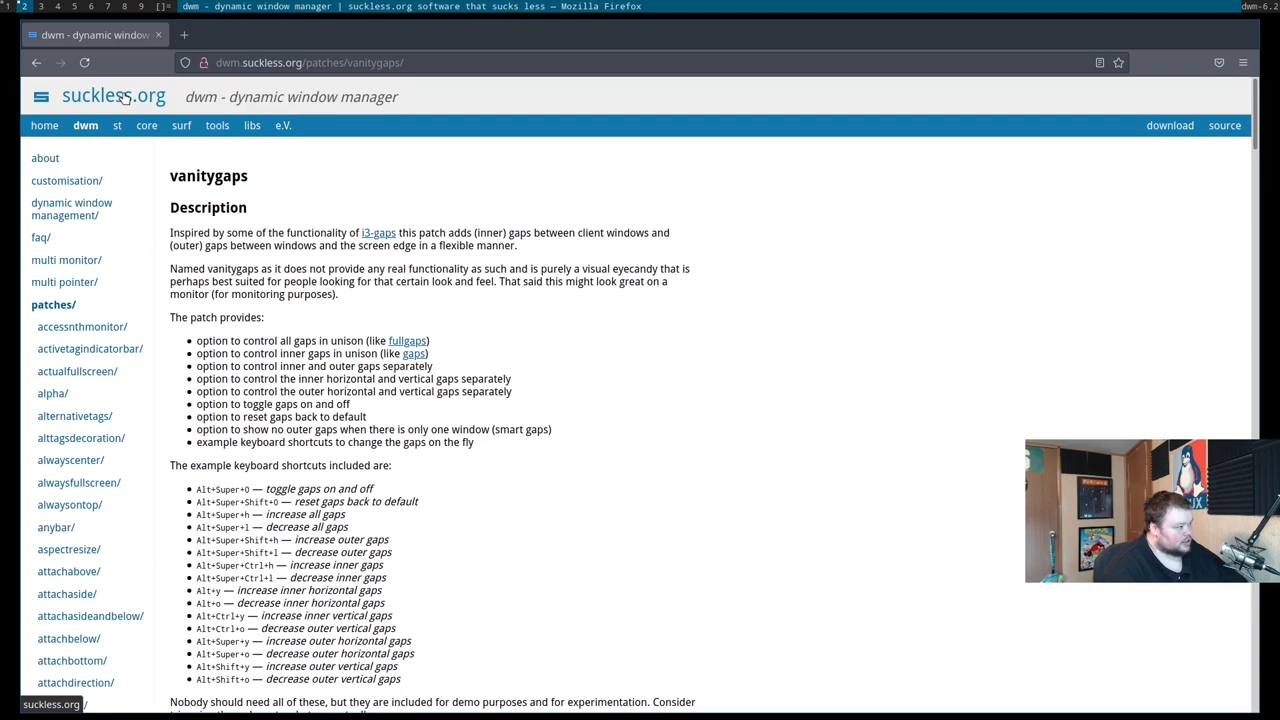 1 2 3 4 5 6 7 8 9 []= dwm - dynamic window manager | suckless.org software that sucks less — Mozilla Firefox dwm-6.2
dwm - dynamic window
dwm.suckless.org/patches/vanitygaps/
suckless.org dwm - dynamic window manager
home dwm st core surf tools libs e.V. download source
about
customisation/
dynamic window
management/
faq/
multi monitor/
multi pointer/
patches/
accessnthmonitor/
activetagindicatorbar/
actualfullscreen/
alpha/
alternativetags/
alttagsdecoration/
alwayscenter/
alwaysfullscreen/
alwaysontop/
anybar/
aspectresize/
attachabove/
attachaside/
attachasideandbelow/
attachbelow/
attachbottom/
attachdirection/
suckless.org /
vanitygaps
Description
Inspired by some of the functionality of i3-gaps this patch adds (inner) gaps between client windows and
(outer) gaps between windows and the screen edge in a flexible manner.
Named vanitygaps as it does not provide any real functionality as such and is purely a visual eyecandy that is
perhaps best suited for people looking for that certain look and feel. That said this might look great on a
monitor (for monitoring purposes).
The patch provides:
• option to control all gaps in unison (like fullgaps)
• option to control inner gaps in unison (like gaps)
• option to control inner and outer gaps separately
• option to control the inner horizontal and vertical gaps separately
• option to control the outer horizontal and vertical gaps separately
• option to toggle gaps on and off
• option to reset gaps back to default
• option to show no outer gaps when there is only one window (smart gaps)
• example keyboard shortcuts to change the gaps on the fly
The example keyboard shortcuts included are:
• Alt+Super+0 — toggle gaps on and off
• Alt+Super+Shift+0 — reset gaps back to default
• Alt+Super+h — increase all gaps
• Alt+Super+l — decrease all gaps
• Alt+Super+Shift+h — increase outer gaps
• Alt+Super+Shift+l — decrease outer gaps
• Alt+Super+Ctrl+h — increase inner gaps
• Alt+Super+Ctrl+l — decrease inner gaps
• Alt+y — increase inner horizontal gaps
• Alt+o — decrease inner horizontal gaps
• Alt+Ctrl+y — increase inner vertical gaps
• Alt+Ctrl+o — decrease outer vertical gaps
• Alt+Super+y — increase outer horizontal gaps
• Alt+Super+o — decrease outer horizontal gaps
• Alt+Shift+y — increase outer vertical gaps
• Alt+Shift+o — decrease outer vertical gaps
Nobody should need all of these, but they are included for demo purposes and for experimentation. Consider